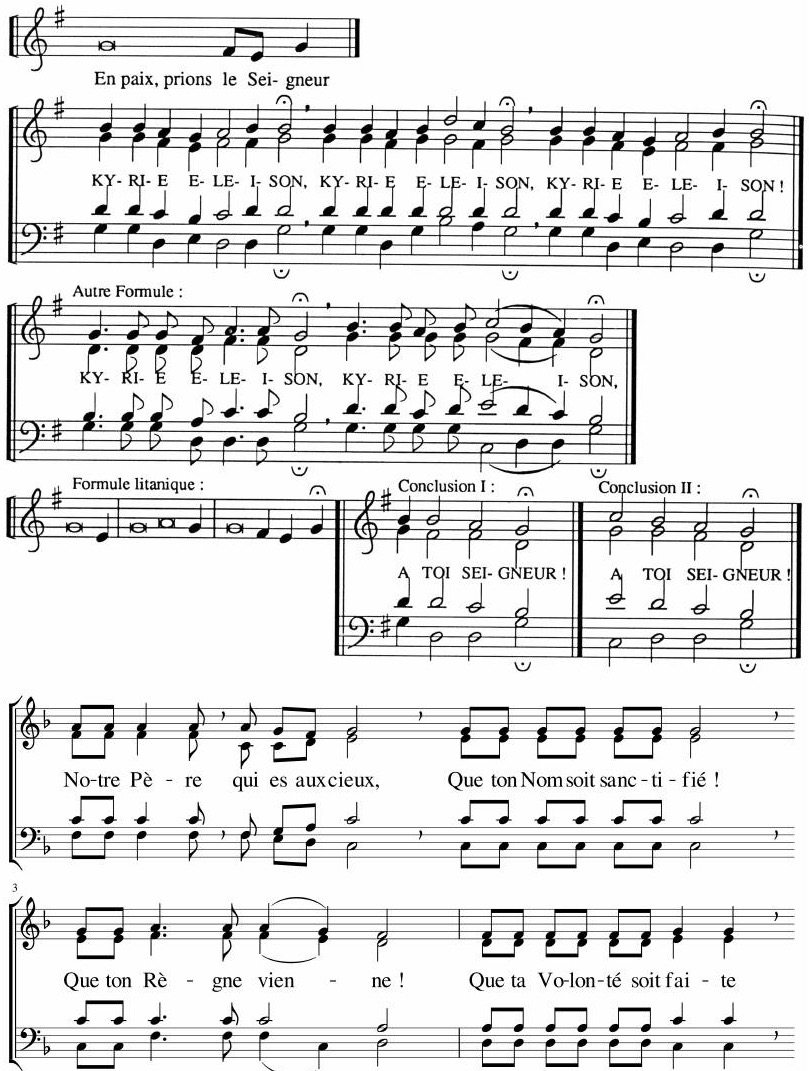 En paix, prions le Sei- gneur
KY- RI- E E- LE- I- SON, KY- RI- E E- LE- I- SON, KY- RI- E E- LE- I- SON !
Autre Formule :
KY- RI- E E- LE- I- SON, KY- RI- E E- LE- I- SON,
Formule litanique :
Conclusion I :
Conclusion II :
A TOI SEI- GNEUR !
A TOI SEI- GNEUR !
No-tre Pè - re qui es aux cieux, Que ton Nom soit sanc - ti - fié !
3
Que ton Rè - gne vien - ne ! Que ta Vo-lon-té soit fai - te